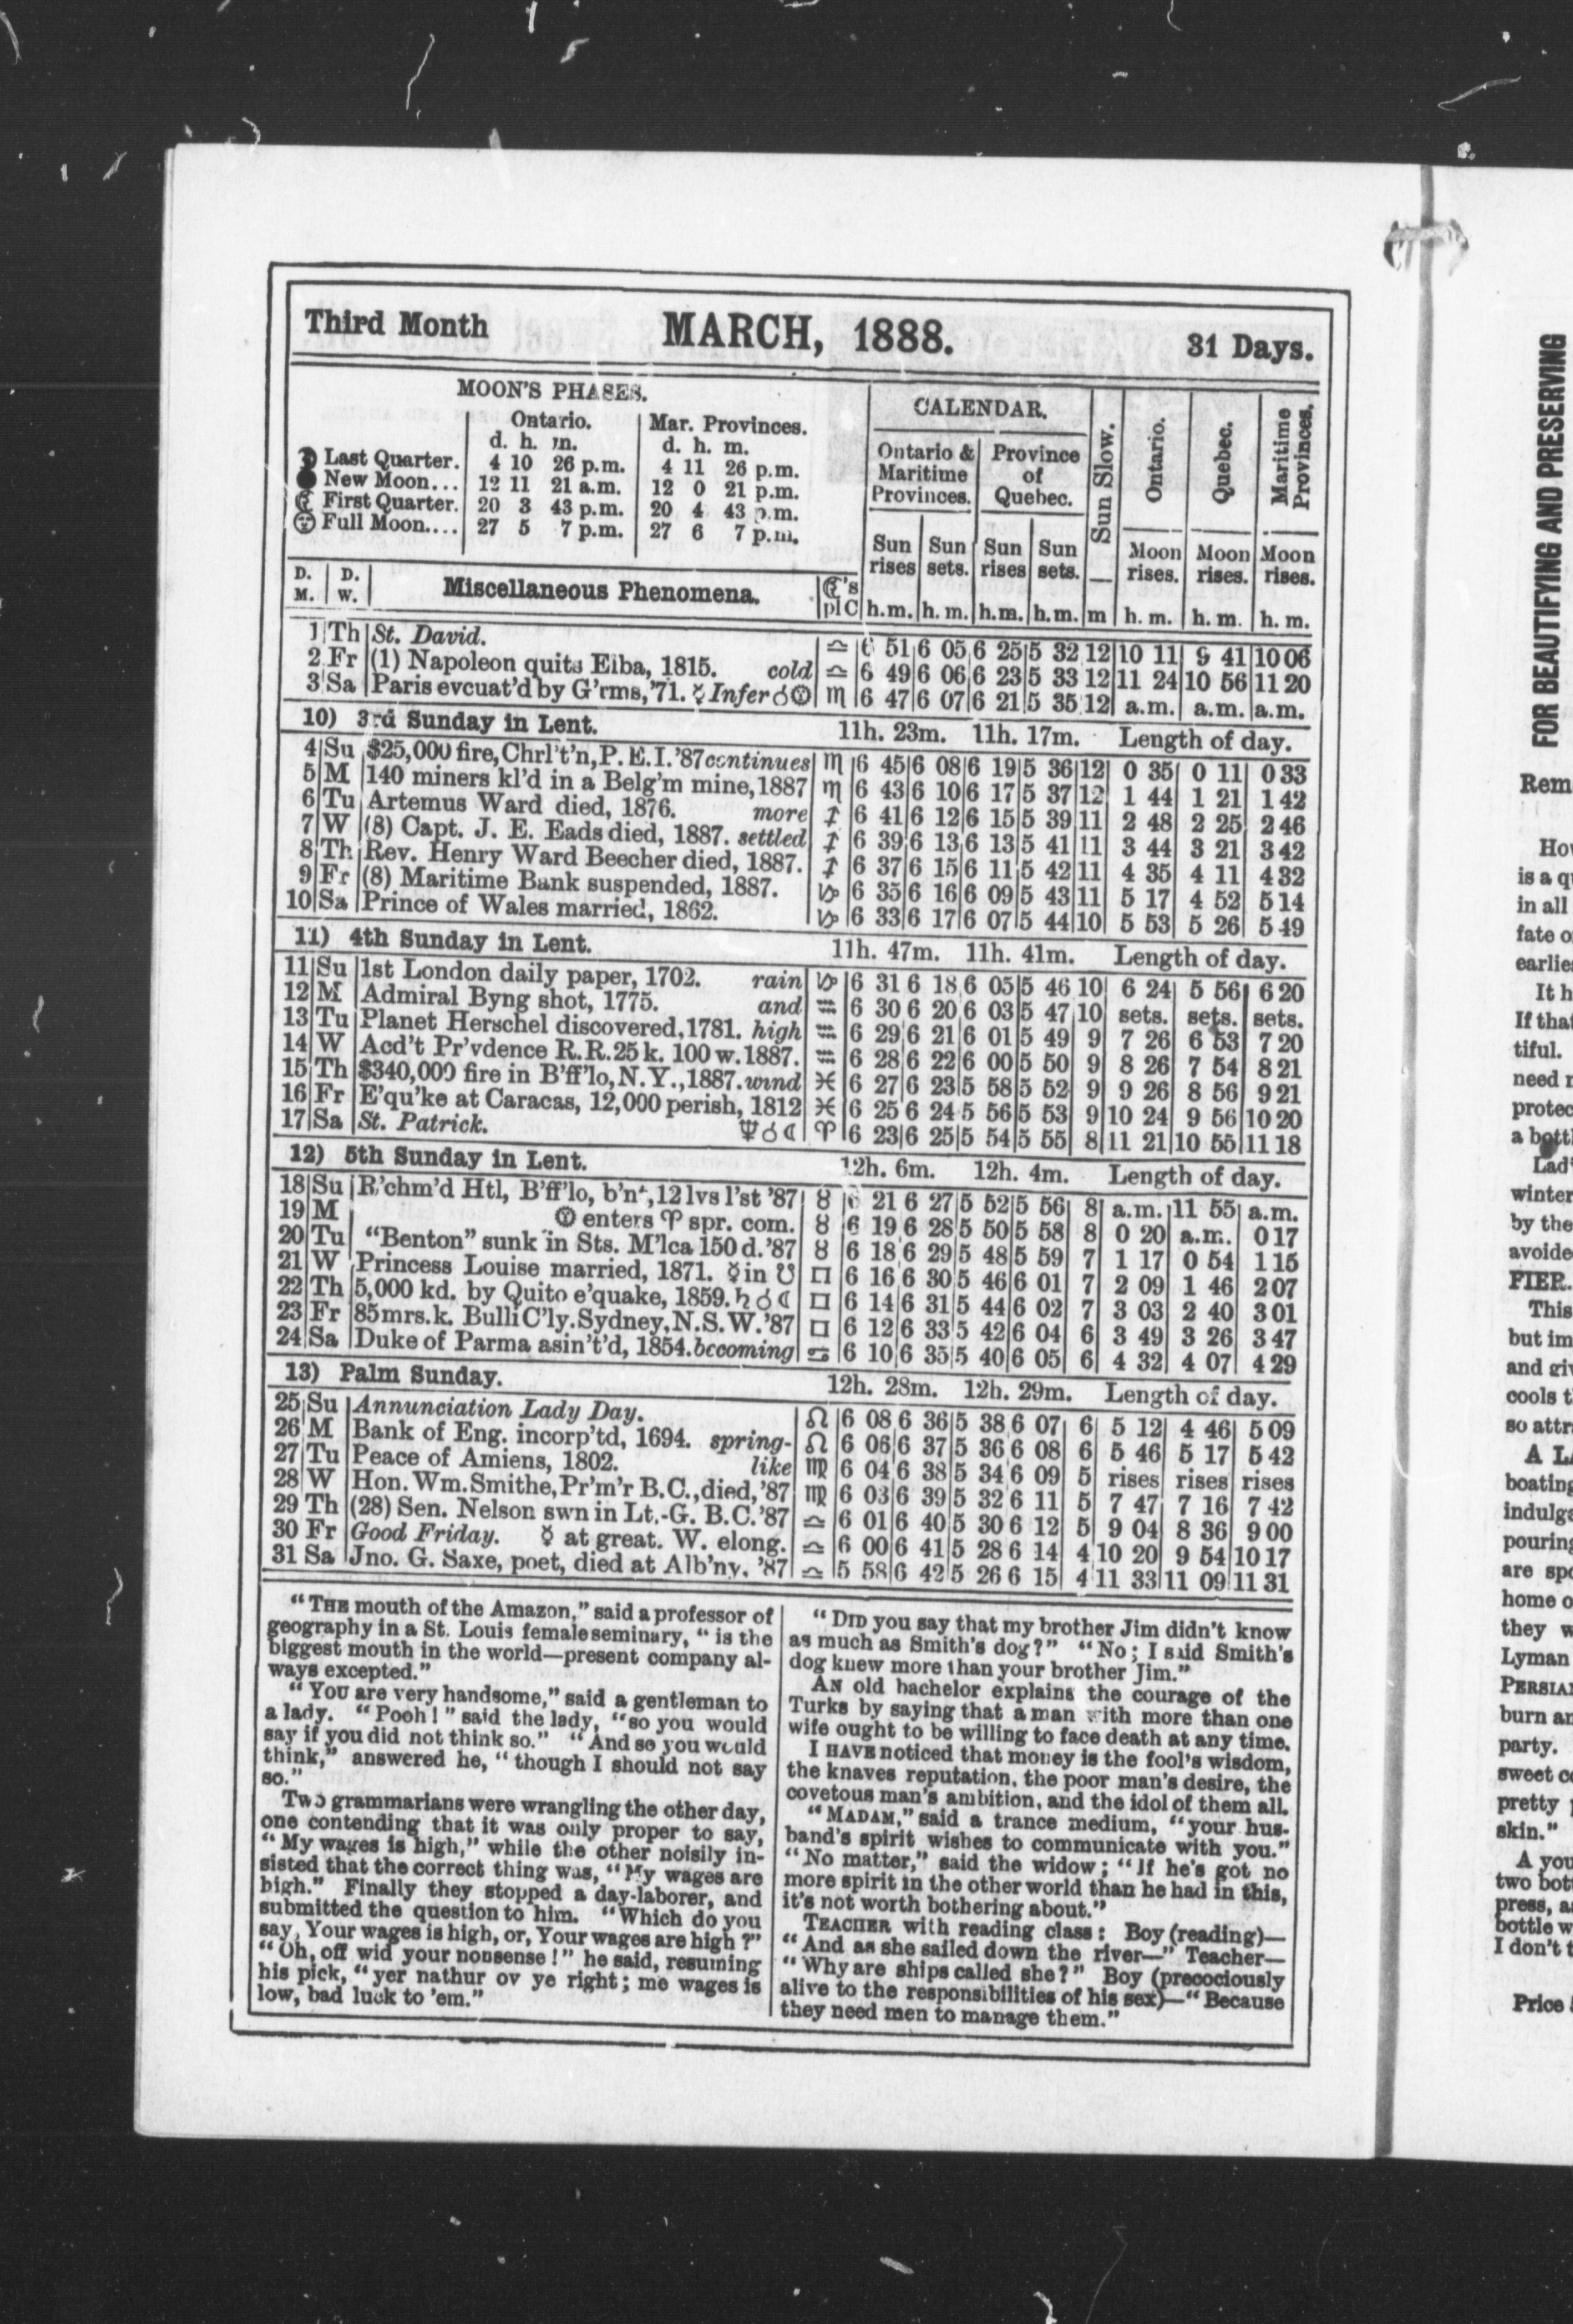 Third Month MARCH, 1888. 31 Days.
MOON'S PHASES.
Ontario. Mar. Provinces.
d. h. m. d. h. m.
Last Quarter. 4 10 26 p.m. 4 11 26 p.m.
New Moon... 12 11 21 a.m. 12 0 21 p.m.
First Quarter. 20 3 43 p.m. 20 4 43 p.m.
Full Moon.... 27 5 7 p.m. 27 6 7 p.m.
CALENDAR.
Ontario & Maritime Provinces.
Province of Quebec.
Sun Slow.
Ontario.
Quebec.
Maritime Provinces.
Sun rises Sun sets. Sun rises Sun sets. Moon rises. Moon rises. Moon rises.
D. M. D. W. Miscellaneous Phenomena. ☾'s plC h.m. h. m. h.m. h.m. m h. m. h. m. h. m.
1 Th St. David. ♎ 6 51 6 05 6 25 5 32 12 10 11 9 41 10 06
2 Fr (1) Napoleon quits Elba, 1815. cold ♎ 6 49 6 06 6 23 5 33 12 11 24 10 56 11 20
3 Sa Paris evcuat'd by G'rms, '71. ☿ Infer ☌ ☉ ♏ 6 47 6 07 6 21 5 35 12 a.m. a.m. a.m.
10) 3rd Sunday in Lent. 11h. 23m. 11h. 17m. Length of day.
4 Su $25,000 fire, Chrl't'n, P. E. I. '87 continues ♏ 6 45 6 08 6 19 5 36 12 0 35 0 11 0 33
5 M 140 miners kl'd in a Belg'm mine, 1887 ♏ 6 43 6 10 6 17 5 37 12 1 44 1 21 1 42
6 Tu Artemus Ward died, 1876. more ♐ 6 41 6 12 6 15 5 39 11 2 48 2 25 2 46
7 W (8) Capt. J. E. Eads died, 1887. settled ♐ 6 39 6 13 6 13 5 41 11 3 44 3 21 3 42
8 Th Rev. Henry Ward Beecher died, 1887. ♐ 6 37 6 15 6 11 5 42 11 4 35 4 11 4 32
9 Fr (8) Maritime Bank suspended, 1887. ♑ 6 35 6 16 6 09 5 43 11 5 17 4 52 5 14
10 Sa Prince of Wales married, 1862. ♑ 6 33 6 17 6 07 5 44 10 5 53 5 26 5 49
11) 4th Sunday in Lent. 11h. 47m. 11h. 41m. Length of day.
11 Su 1st London daily paper, 1702. rain ♑ 6 31 6 18 6 05 5 46 10 6 24 5 56 6 20
12 M Admiral Byng shot, 1775. and ♒ 6 30 6 20 6 03 5 47 10 sets. sets. sets.
13 Tu Planet Herschel discovered, 1781. high ♒ 6 29 6 21 6 01 5 49 9 7 26 6 53 7 20
14 W Acd't Pr'vdence R.R. 25 k. 100 w. 1887. ♒ 6 28 6 22 6 00 5 50 9 8 26 7 54 8 21
15 Th $340,000 fire in B'ff'lo, N.Y., 1887. wind ♓ 6 27 6 23 5 58 5 52 9 9 26 8 56 9 21
16 Fr E'qu'ke at Caracas, 12,000 perish, 1812 ♓ 6 25 6 24 5 56 5 53 9 10 24 9 56 10 20
17 Sa St. Patrick. ♆ ☌ ☾ ♈ 6 23 6 25 5 54 5 55 8 11 21 10 55 11 18
12) 5th Sunday in Lent. 12h. 6m. 12h. 4m. Length of day.
18 Su R'chm'd Htl, B'ff'lo, b'nt, 12 lvs l'st '87 ♉ 6 21 6 27 5 52 5 56 8 a.m. 11 55 a.m.
19 M ☉ enters ♈ spr. com. ♉ 6 19 6 28 5 50 5 58 8 0 20 a.m. 0 17
20 Tu "Benton" sunk in Sts. M'lca 150 d. '87 ♉ 6 18 6 29 5 48 5 59 7 1 17 0 54 1 15
21 W Princess Louise married, 1871. ☿ in ☋ ♊ 6 16 6 30 5 46 6 01 7 2 09 1 46 2 07
22 Th 5,000 kd. by Quito e'quake, 1859. ♄ ☌ ☾ ♊ 6 14 6 31 5 44 6 02 7 3 03 2 40 3 01
23 Fr 85 mrs. k. Bulli C'ly. Sydney, N.S.W. '87 ♊ 6 12 6 33 5 42 6 04 6 3 49 3 26 3 47
24 Sa Duke of Parma asin't'd, 1854. becoming ♋ 6 10 6 35 5 40 6 05 6 4 32 4 07 4 29
13) Palm Sunday. 12h. 28m. 12h. 29m. Length of day.
25 Su Annunciation Lady Day. ♌ 6 08 6 36 5 38 6 07 6 5 12 4 46 5 09
26 M Bank of Eng. incorp'td, 1694. spring- ♌ 6 06 6 37 5 36 6 08 6 5 46 5 17 5 42
27 Tu Peace of Amiens, 1802. like ♍ 6 04 6 38 5 34 6 09 5 rises rises rises
28 W Hon. Wm. Smithe, Pr'm'r B.C., died, '87 ♍ 6 03 6 39 5 32 6 11 5 7 47 7 16 7 42
29 Th (28) Sen. Nelson swn in Lt.-G. B.C. '87 ♎ 6 01 6 40 5 30 6 12 5 9 04 8 36 9 00
30 Fr Good Friday. ☿ at great. W. elong. ♎ 6 00 6 41 5 28 6 14 4 10 20 9 54 10 17
31 Sa Jno. G. Saxe, poet, died at Alb'ny, '87 ♎ 5 58 6 42 5 26 6 15 4 11 33 11 09 11 31
"THE mouth of the Amazon," said a professor of
geography in a St. Louis female seminary, "is the
biggest mouth in the world—present company al-
ways excepted."
"YOU are very handsome," said a gentleman to
a lady. "Pooh!" said the lady, "so you would
say if you did not think so." "And so you would
think," answered he, "though I should not say
so."
Two grammarians were wrangling the other day,
one contending that it was only proper to say,
"My wages is high," while the other noisily in-
sisted that the correct thing was, "My wages are
high." Finally they stopped a day-laborer, and
submitted the question to him. "Which do you
say, Your wages is high, or, Your wages are high?"
"Oh, off wid your nonsense!" he said, resuming
his pick, "yer nathur ov ye right; me wages is
low, bad luck to 'em."
"DID you say that my brother Jim didn't know
as much as Smith's dog?" "No; I said Smith's
dog knew more than your brother Jim."
AN old bachelor explains the courage of the
Turks by saying that a man with more than one
wife ought to be willing to face death at any time.
I HAVE noticed that money is the fool's wisdom,
the knaves reputation, the poor man's desire, the
covetous man's ambition, and the idol of them all.
"MADAM," said a trance medium, "your hus-
band's spirit wishes to communicate with you."
"No matter," said the widow; "If he's got no
more spirit in the other world than he had in this,
it's not worth bothering about."
TEACHER with reading class: Boy (reading)—
"And as she sailed down the river—" Teacher—
"Why are ships called she?" Boy (precociously
alive to the responsibilities of his sex)—"Because
they need men to manage them."
FOR BEAUTIFYING AND PRESERVING
Rem
How
is a q
in all
fate o
earlie
It h
If that
tiful.
need
protec
a bottl
Lad
winter
by the
avoide
FIER.
This
but im
and gi
cools t
so attr
A L
boating
indulg
pouring
are sp
home o
they w
Lyman
PERSIA
burn an
party.
sweet c
pretty
skin."
A you
two bot
press, a
bottle w
I don't t
Price